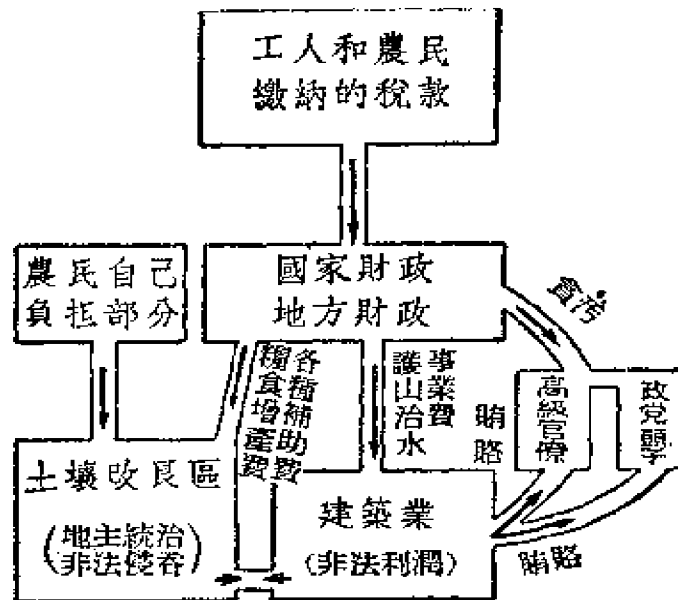 工人和農民
繳納的稅款
農民自己
負担部分
國家財政
地方財政
貪污
各種補助費
糧食增產費
事業費
護山治水
賄賂
高級官僚
政党頭子
土壤改良區
(地主統治)
(非法侵吞)
建築業
(非法利潤)
賄賂